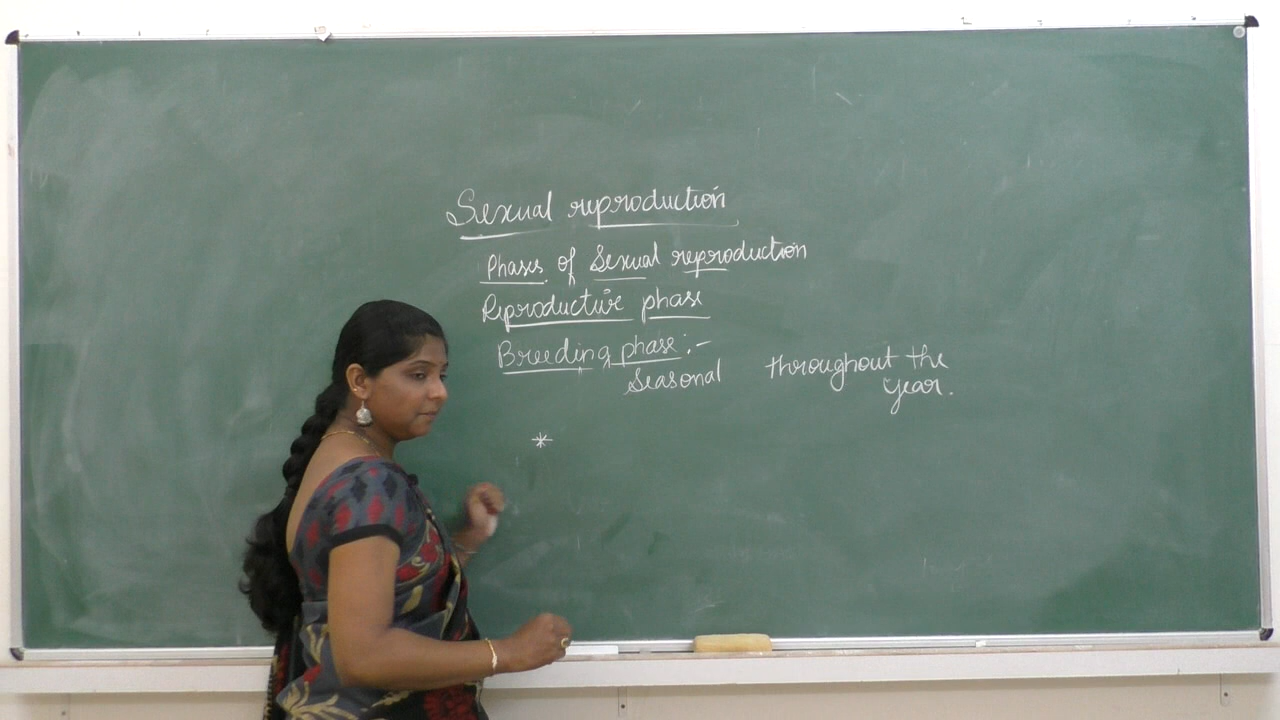 Sexual reproduction
Phases of Sexual reproduction
Reproductive phase
Breeding phase :-
Seasonal throughout the
year.
*